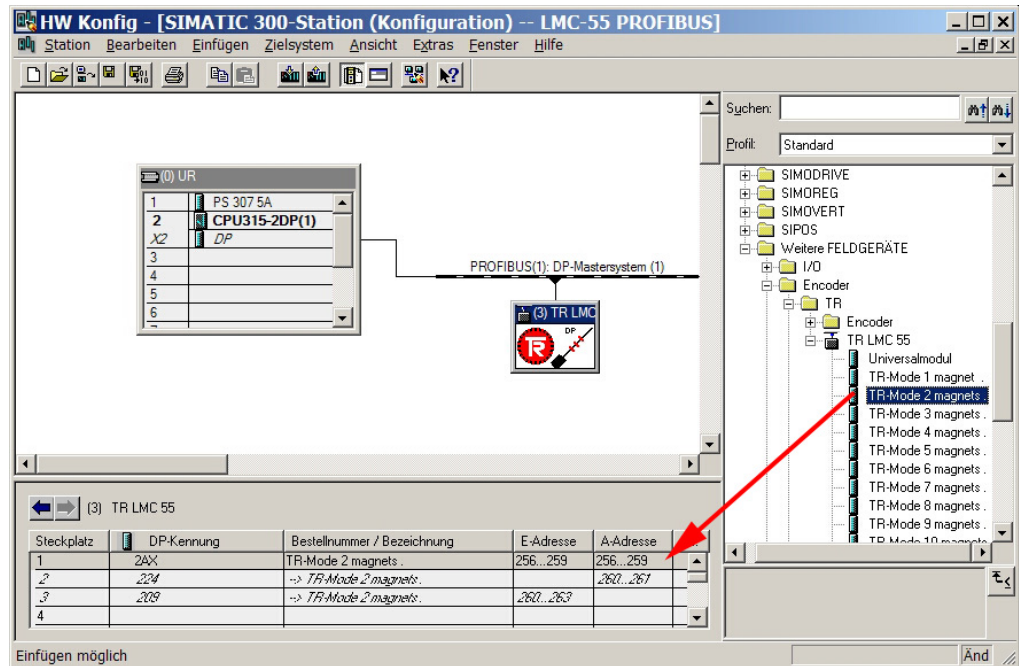 HW Konfig - [SIMATIC 300-Station (Konfiguration) -- LMC-55 PROFIBUS]
Station Bearbeiten Einfügen Zielsystem Ansicht Extras Fenster Hilfe
(0) UR
1 PS 307 5A
2 CPU315-2DP(1)
X2 DP
3
4
5
6
PROFIBUS(1): DP-Mastersystem (1)
(3) TR LMC
DP
TR
Suchen:
Profil: Standard
SIMODRIVE
SIMOREG
SIMOVERT
SIPOS
Weitere FELDGERÄTE
I/O
Encoder
TR
Encoder
TR LMC 55
Universalmodul
TR-Mode 1 magnet .
TR-Mode 2 magnets .
TR-Mode 3 magnets .
TR-Mode 4 magnets .
TR-Mode 5 magnets .
TR-Mode 6 magnets .
TR-Mode 7 magnets .
TR-Mode 8 magnets .
TR-Mode 9 magnets .
TR-Mode 10 magnets
(3) TR LMC 55
Steckplatz DP-Kennung Bestellnummer / Bezeichnung E-Adresse A-Adresse
1 2AX TR-Mode 2 magnets . 256...259 256...259
2 224 --> TR-Mode 2 magnets . 260...261
3 209 --> TR-Mode 2 magnets . 260...263
4
Einfügen möglich
Änd